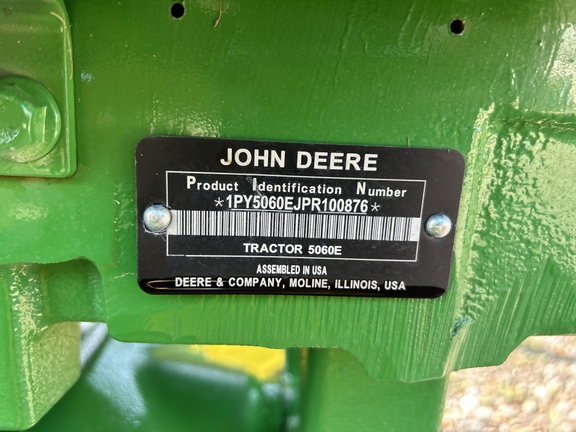 JOHN DEERE
Product Identification Number
*1PY5060EJPR100876*
TRACTOR 5060E
ASSEMBLED IN USA
DEERE & COMPANY, MOLINE, ILLINOIS, USA